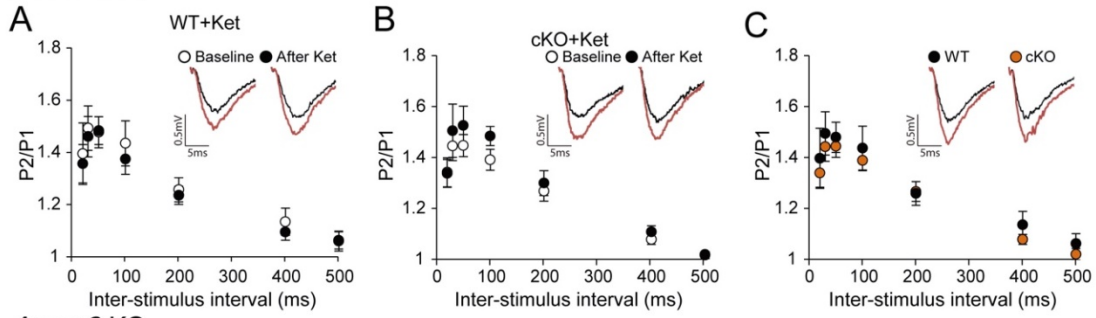 A
WT+Ket
Baseline After Ket
1.8
1.6
1.4
1.2
1
P2/P1
0.5mV
5ms
0 100 200 300 400 500
Inter-stimulus interval (ms)
B
cKO+Ket
Baseline After Ket
1.8
1.6
1.4
1.2
1
P2/P1
0.5mV
5ms
0 100 200 300 400 500
Inter-stimulus interval (ms)
C
WT cKO
1.8
1.6
1.4
1.2
1
P2/P1
0.5mV
5ms
0 100 200 300 400 500
Inter-stimulus interval (ms)